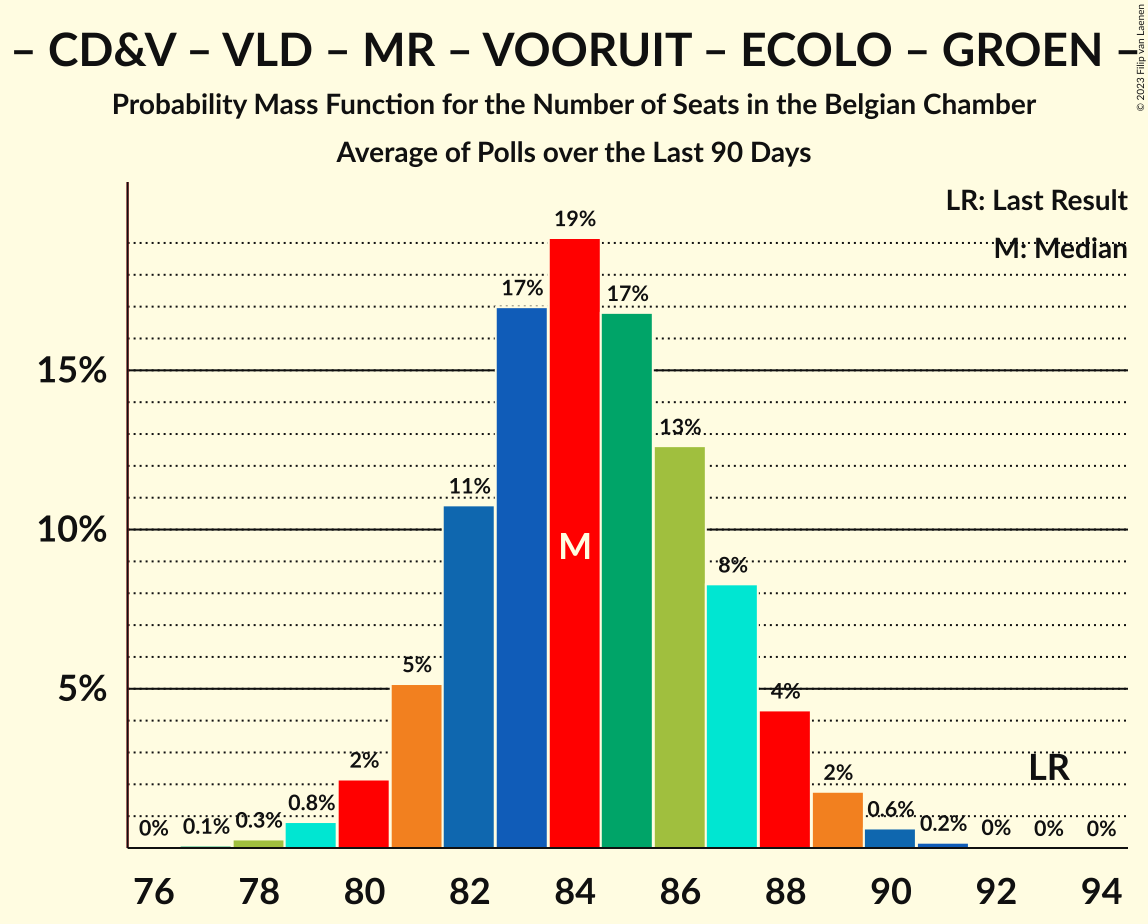 – CD&V – VLD – MR – VOORUIT – ECOLO – GROEN –
© 2023 Filip van Laenen
Probability Mass Function for the Number of Seats in the Belgian Chamber
Average of Polls over the Last 90 Days
LR: Last Result
M: Median
19%
17%
17%
15%
13%
11%
10%
M
8%
5%
5%
4%
2%
LR
2%
0.8%
0.6%
0.3%
0.2%
0%
0.1%
0%
0%
0%
76 78 80 82 84 86 88 90 92 94